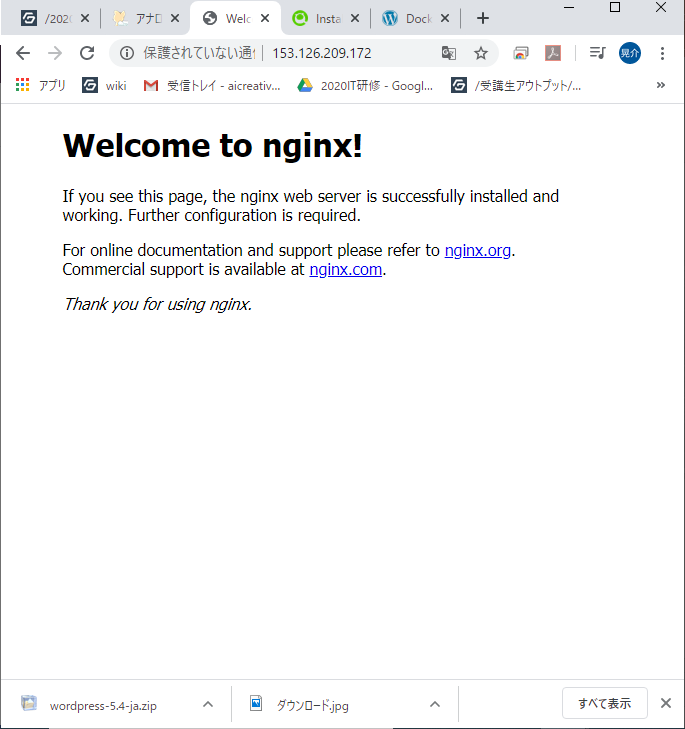 /202 アナロ Welc Insta Dock
保護されていない通信 153.126.209.172 晃介
アプリ wiki 受信トレイ - aicreativ... 2020IT研修 - Googl... /受講生アウトプット/... »
Welcome to nginx!
If you see this page, the nginx web server is successfully installed and
working. Further configuration is required.
For online documentation and support please refer to nginx.org.
Commercial support is available at nginx.com.
Thank you for using nginx.
wordpress-5.4-ja.zip ダウンロード.jpg すべて表示